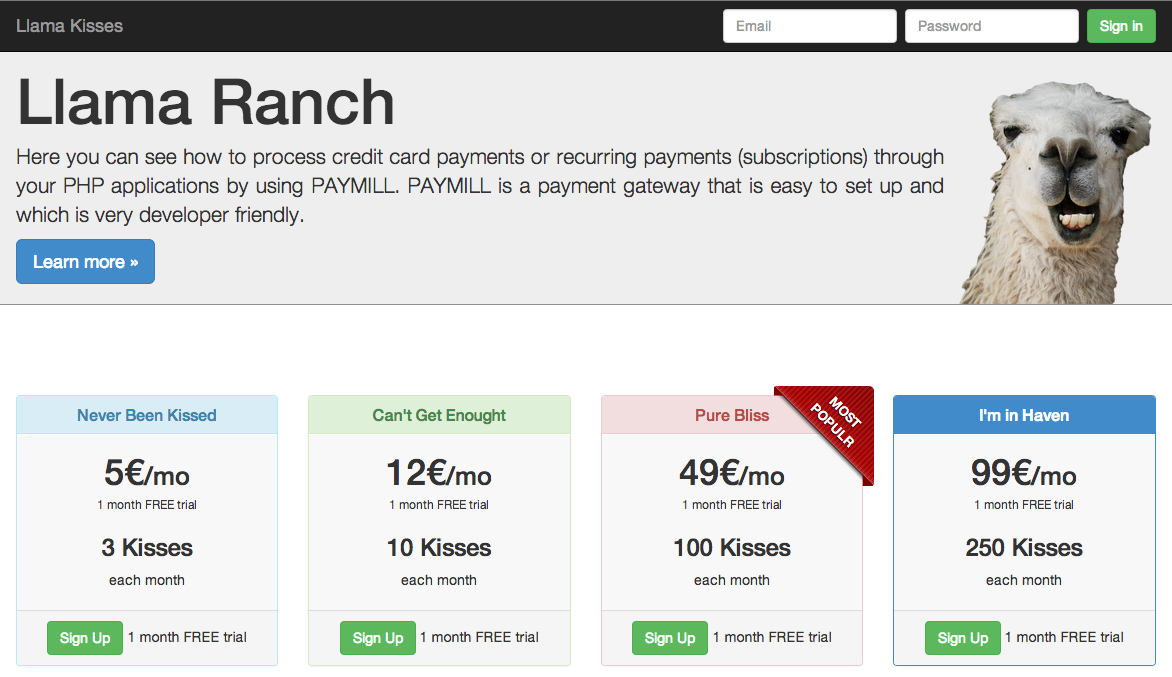 Llama Kisses
Email
Password
Sign in
Llama Ranch
Here you can see how to process credit card payments or recurring payments (subscriptions) through
your PHP applications by using PAYMILL. PAYMILL is a payment gateway that is easy to set up and
which is very developer friendly.
Learn more »
Never Been Kissed
5€/mo
1 month FREE trial
3 Kisses
each month
Sign Up 1 month FREE trial
Can't Get Enought
12€/mo
1 month FREE trial
10 Kisses
each month
Sign Up 1 month FREE trial
Pure Bliss
MOST
POPULR
49€/mo
1 month FREE trial
100 Kisses
each month
Sign Up 1 month FREE trial
I'm in Haven
99€/mo
1 month FREE trial
250 Kisses
each month
Sign Up 1 month FREE trial